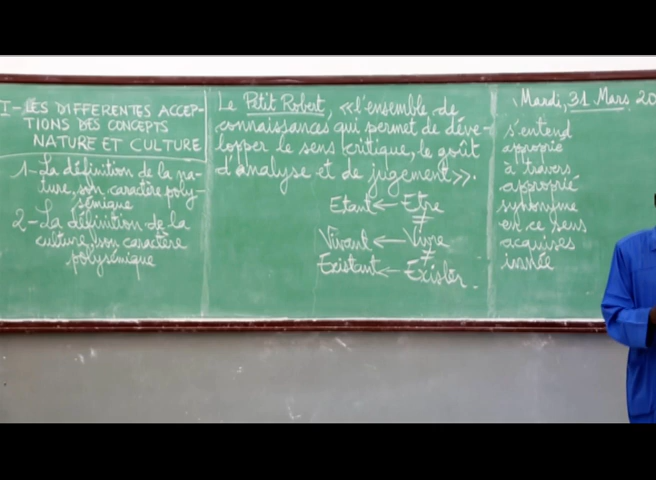 I- LES DIFFERENTES ACCEP-
TIONS DES CONCEPTS
NATURE ET CULTURE
1- La définition de la na-
ture, son caractère poly-
sémique
2- La définition de la
culture, son caractère
polysémique
Le Petit Robert, «l'ensemble de
connaissances qui permet de déve-
lopper le sens critique, le goût
d'analyse et de jugement».
Etant ← Etre
≠
Vivant ← Vivre
≠
Existant ← Exister
Mardi, 31 Mars 20
s'entend
approprié
à travers
approprié
synonyme
en ce sens
acquises
innée